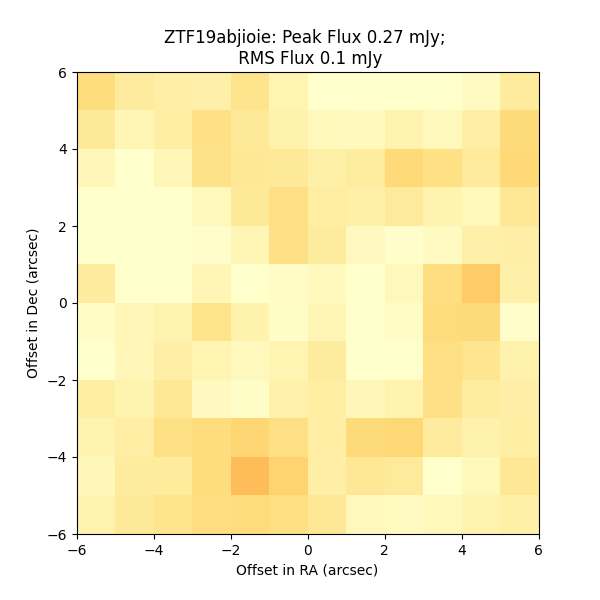 ZTF19abjioie: Peak Flux 0.27 mJy;
RMS Flux 0.1 mJy
6
4
2
0
−2
−4
−6
Offset in Dec (arcsec)
−6 −4 −2 0 2 4 6
Offset in RA (arcsec)